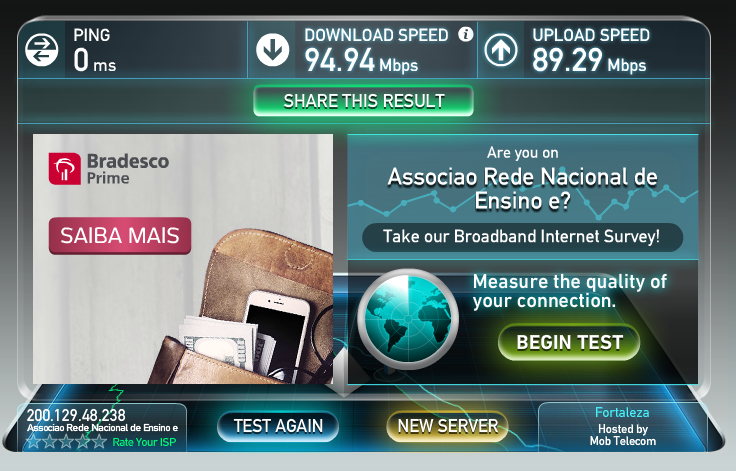 PING
0 ms
DOWNLOAD SPEED
94.94 Mbps
UPLOAD SPEED
89.29 Mbps
SHARE THIS RESULT
Bradesco
Prime
SAIBA MAIS
Are you on
Associao Rede Nacional de
Ensino e?
Take our Broadband Internet Survey!
Measure the quality of
your connection.
BEGIN TEST
200.129.48.238
Associao Rede Nacional de Ensino e
Rate Your ISP
TEST AGAIN
NEW SERVER
Fortaleza
Hosted by
Mob Telecom